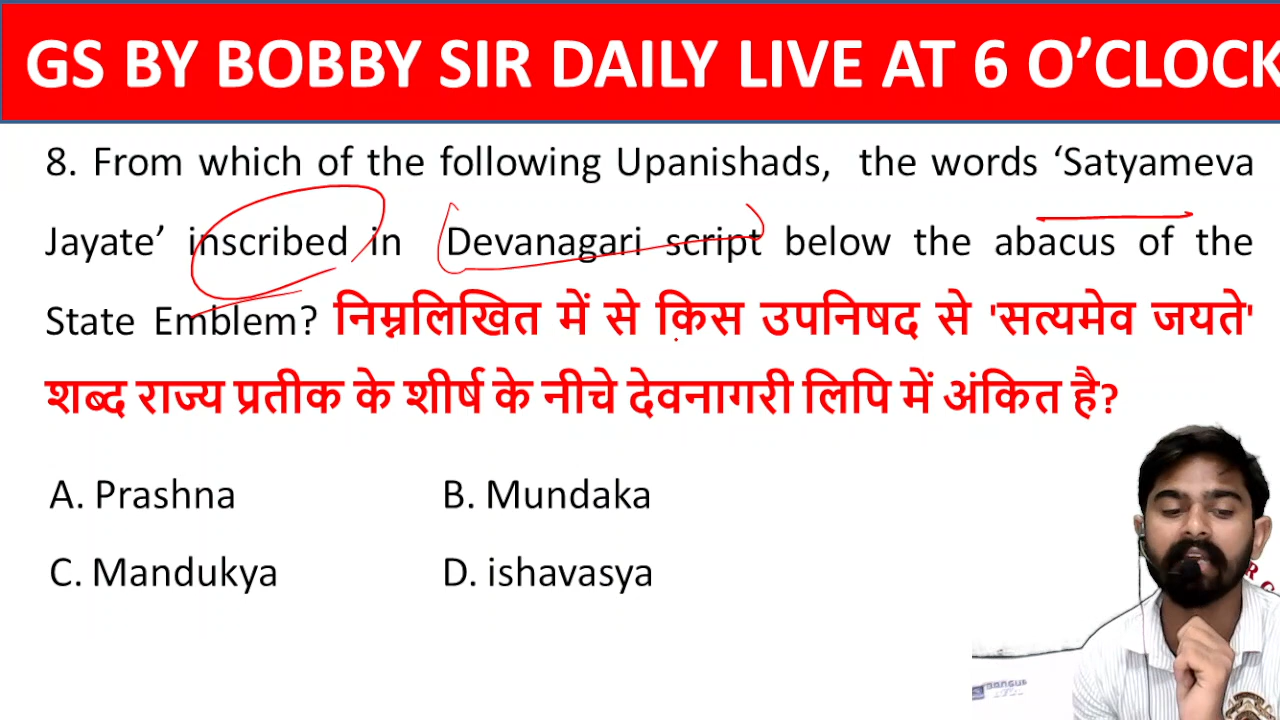 GS BY BOBBY SIR DAILY LIVE AT 6 O’CLOCK
8. From which of the following Upanishads, the words ‘Satyameva
Jayate’ inscribed in Devanagari script below the abacus of the
State Emblem? निम्नलिखित में से किस उपनिषद से 'सत्यमेव जयते'
शब्द राज्य प्रतीक के शीर्ष के नीचे देवनागरी लिपि में अंकित है?
A. Prashna B. Mundaka
C. Mandukya D. ishavasya